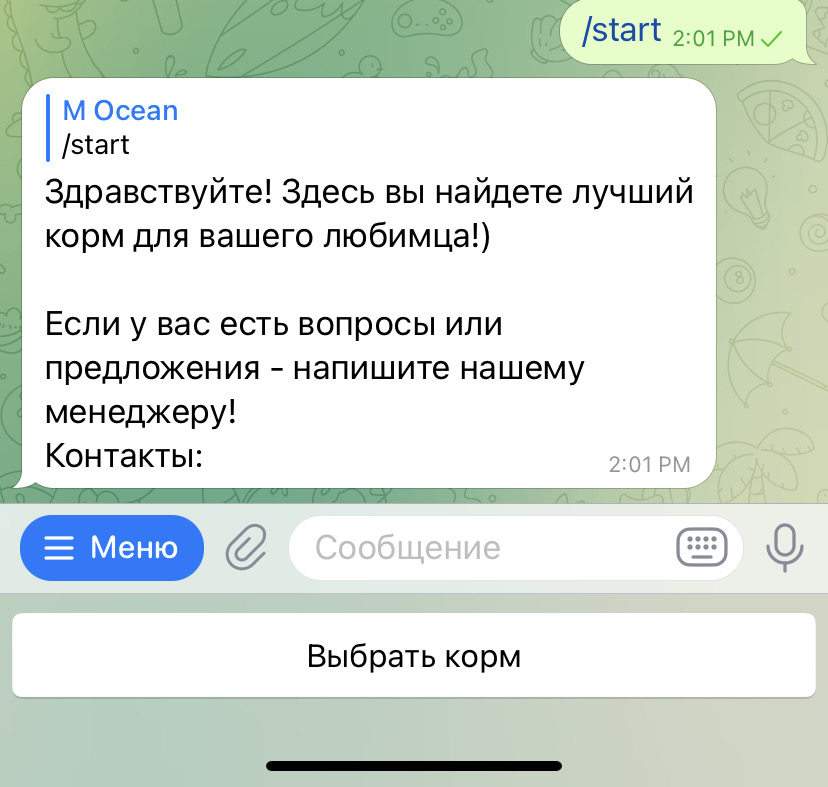 /start 2:01 PM
M Ocean
/start
Здравствуйте! Здесь вы найдете лучший
корм для вашего любимца!)
Если у вас есть вопросы или
предложения - напишите нашему
менеджеру!
Контакты:
2:01 PM
Меню
Сообщение
Выбрать корм